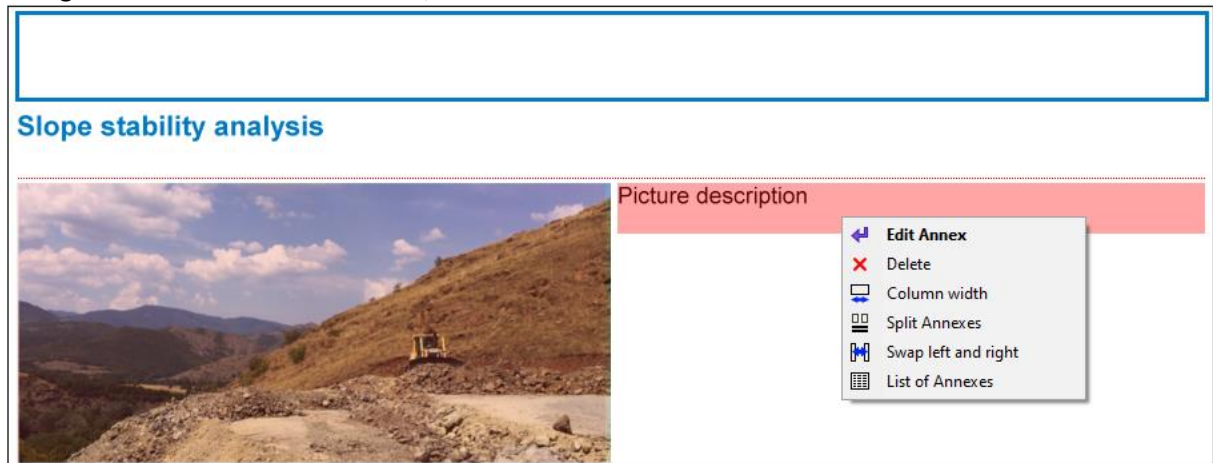 Slope stability analysis
Picture description
Edit Annex
Delete
Column width
Split Annexes
Swap left and right
List of Annexes